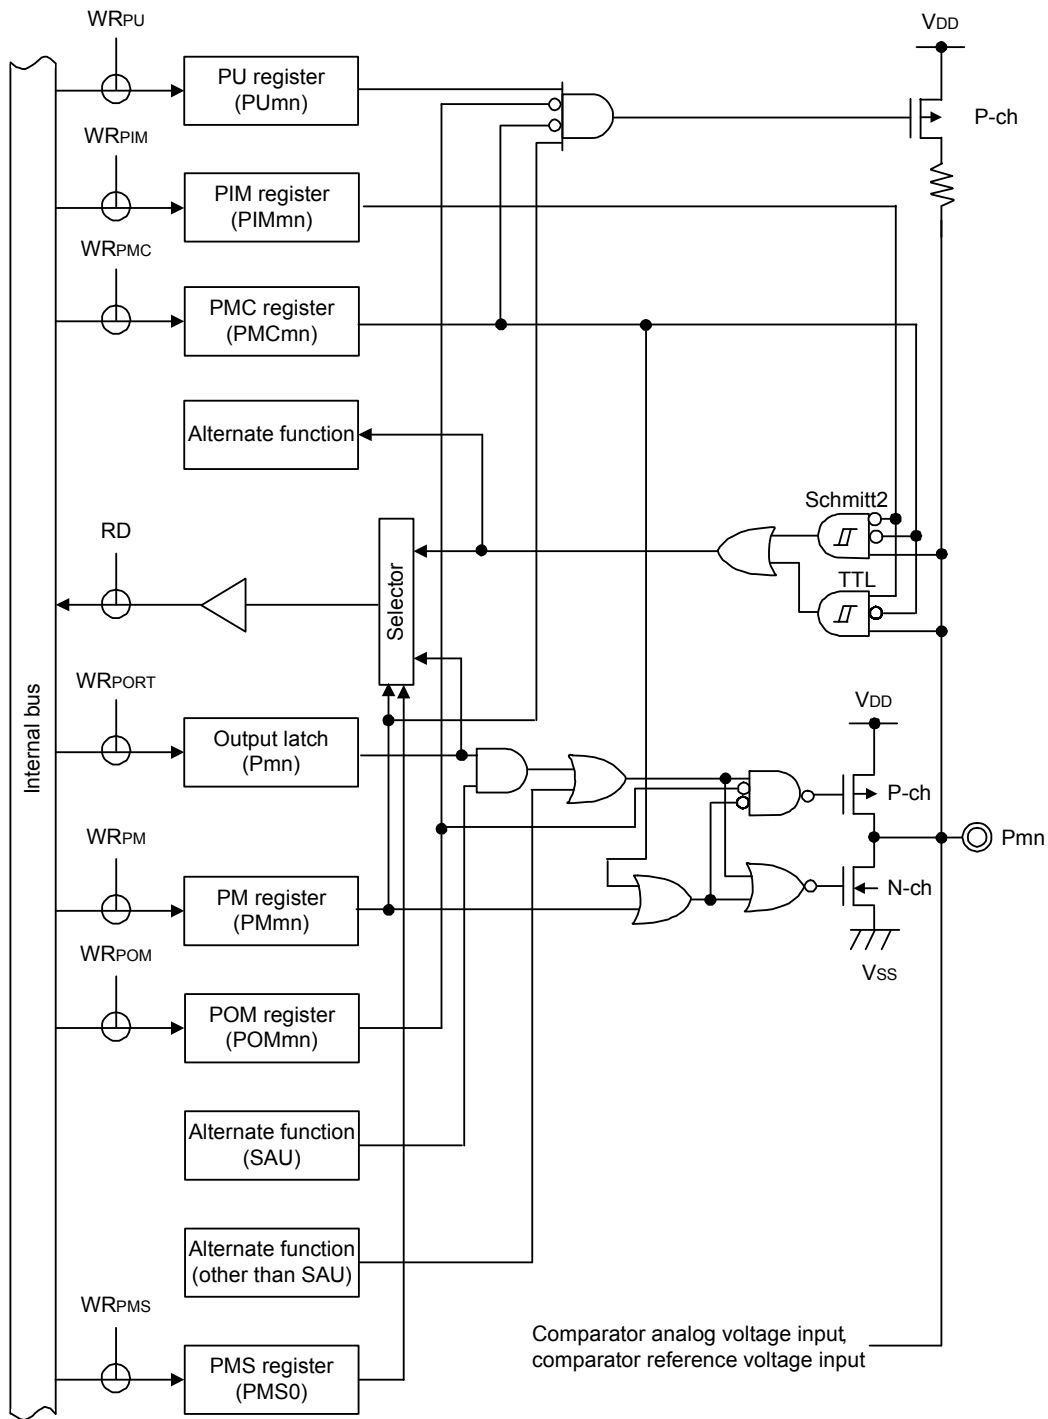 WRPU
VDD
PU register
(PUmn)
P-ch
WRPIM
PIM register
(PIMmn)
WRPMC
PMC register
(PMCmn)
Alternate function
Schmitt2
RD
TTL
Selector
WRPORT
VDD
Internal bus
Output latch
(Pmn)
P-ch
WRPM
Pmn
PM register
(PMmn)
N-ch
WRPOM
VSS
POM register
(POMmn)
Alternate function
(SAU)
Alternate function
(other than SAU)
WRPMS
Comparator analog voltage input,
comparator reference voltage input
PMS register
(PMS0)